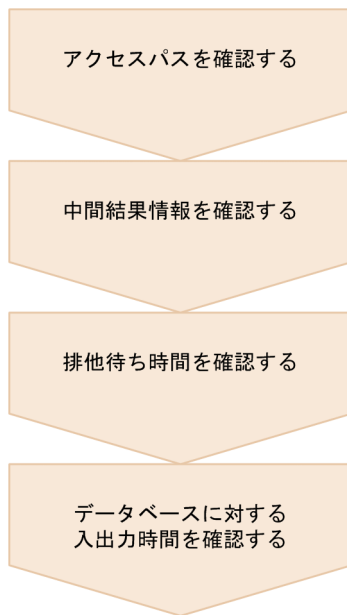 アクセスパスを確認する
中間結果情報を確認する
排他待ち時間を確認する
データベースに対する
入出力時間を確認する